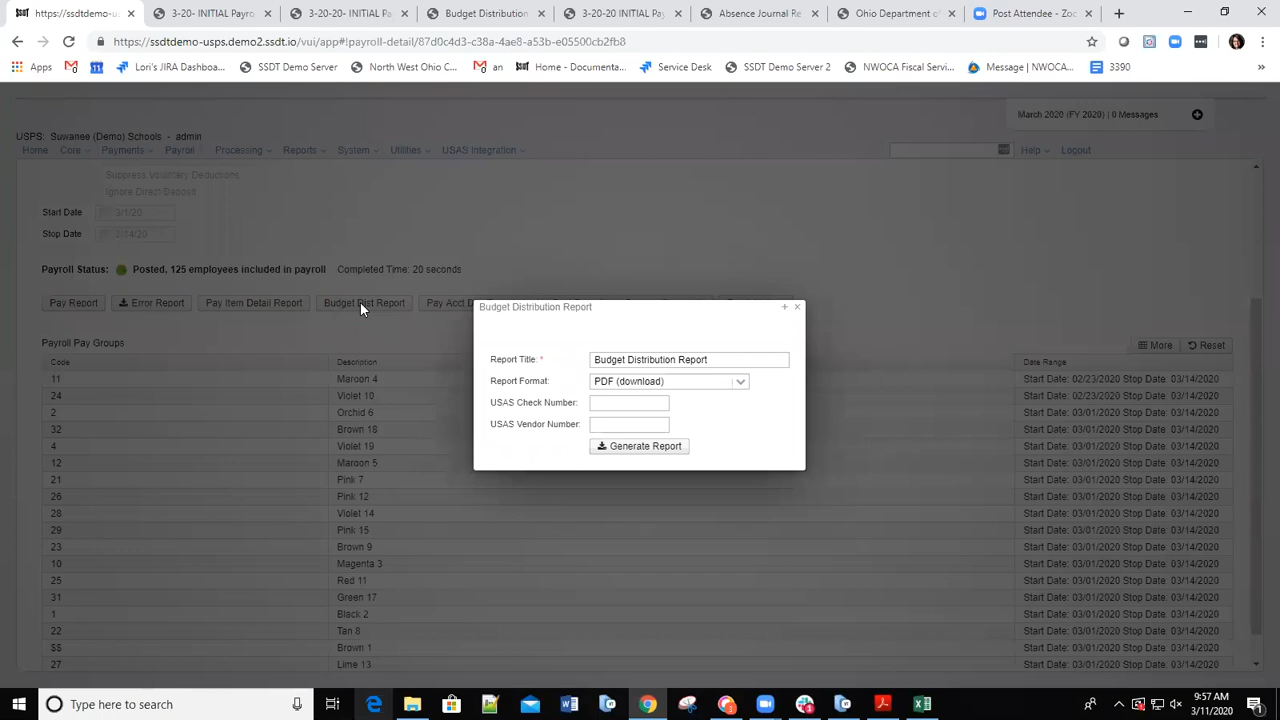 https://ssdtdemo-us
3-20- INITIAL Payro
3-20-20- INITIAL Pa
Budget Distribution
3-20-20 INITIAL Pay
Absence Journal Re
Ohio Department of
Post Attendee - Zoo
https://ssdtdemo-usps.demo2.ssdt.io/vui/app#!payroll-detail/87d0c4d3-c38a-4ae8-a53b-e05500cb2fb8
Apps
Lori's JIRA Dashboa...
SSDT Demo Server
North West Ohio C...
an
Home - Documenta...
Service Desk
SSDT Demo Server 2
NWOCA Fiscal Servi...
Message | NWOCA...
3390
March 2020 (FY 2020) | 0 Messages
USPS: Suwanee (Demo) Schools - admin
Home Core Payments Payroll Processing Reports System Utilities USAS Integration Help Logout
Suppress Voluntary Deductions
Ignore Direct Deposit
Start Date 3/1/20
Stop Date 3/14/20
Payroll Status: Posted, 125 employees included in payroll Completed Time: 20 seconds
Pay Report Error Report Pay Item Detail Report Budget Dist Report Pay Acct D
Budget Distribution Report
Report Title: * Budget Distribution Report
Report Format: PDF (download)
USAS Check Number:
USAS Vendor Number:
Generate Report
Payroll Pay Groups More Reset
Code Description Date Range
11 Maroon 4 Start Date: 02/23/2020 Stop Date: 03/14/2020
24 Violet 10 Start Date: 02/23/2020 Stop Date: 03/14/2020
2 Orchid 6 Start Date: 03/01/2020 Stop Date: 03/14/2020
32 Brown 18 Start Date: 03/01/2020 Stop Date: 03/14/2020
4 Violet 19 Start Date: 03/01/2020 Stop Date: 03/14/2020
12 Maroon 5 Start Date: 03/01/2020 Stop Date: 03/14/2020
21 Pink 7 Start Date: 03/01/2020 Stop Date: 03/14/2020
26 Pink 12 Start Date: 03/01/2020 Stop Date: 03/14/2020
28 Violet 14 Start Date: 03/01/2020 Stop Date: 03/14/2020
29 Pink 15 Start Date: 03/01/2020 Stop Date: 03/14/2020
23 Brown 9 Start Date: 03/01/2020 Stop Date: 03/14/2020
10 Magenta 3 Start Date: 03/01/2020 Stop Date: 03/14/2020
25 Red 11 Start Date: 03/01/2020 Stop Date: 03/14/2020
31 Green 17 Start Date: 03/01/2020 Stop Date: 03/14/2020
1 Black 2 Start Date: 03/01/2020 Stop Date: 03/14/2020
22 Tan 8 Start Date: 03/01/2020 Stop Date: 03/14/2020
$$ Brown 1 Start Date: 03/01/2020 Stop Date: 03/14/2020
27 Lime 13 Start Date: 03/01/2020 Stop Date: 03/14/2020
Type here to search
9:57 AM
3/11/2020